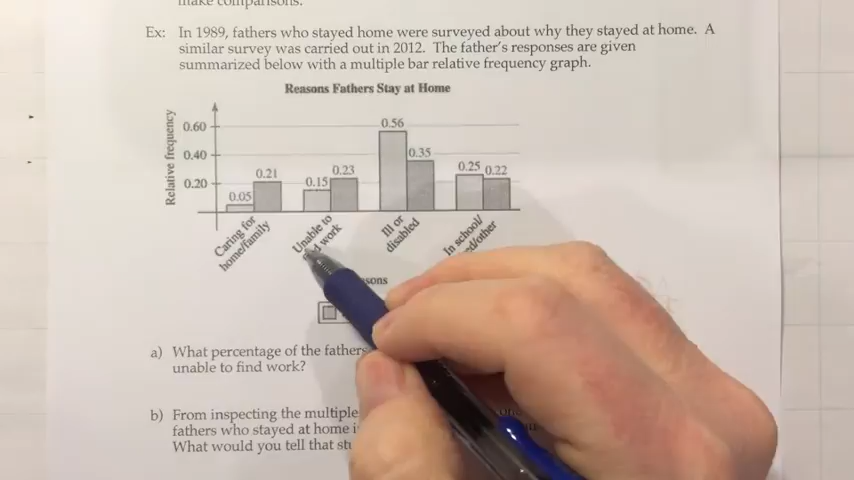 make comparisons.
Ex: In 1989, fathers who stayed home were surveyed about why they stayed at home. A
similar survey was carried out in 2012. The father's responses are given
summarized below with a multiple bar relative frequency graph.
Reasons Fathers Stay at Home
Relative frequency
0.60
0.40
0.20
0.05
0.21
0.15
0.23
0.56
0.35
0.25
0.22
Caring for
home/family
Unable to
work
Ill or
disabled
In school/
/other
a) What percentage of the fathers
unable to find work?
b) From inspecting the multiple
fathers who stayed at home
What would you tell that